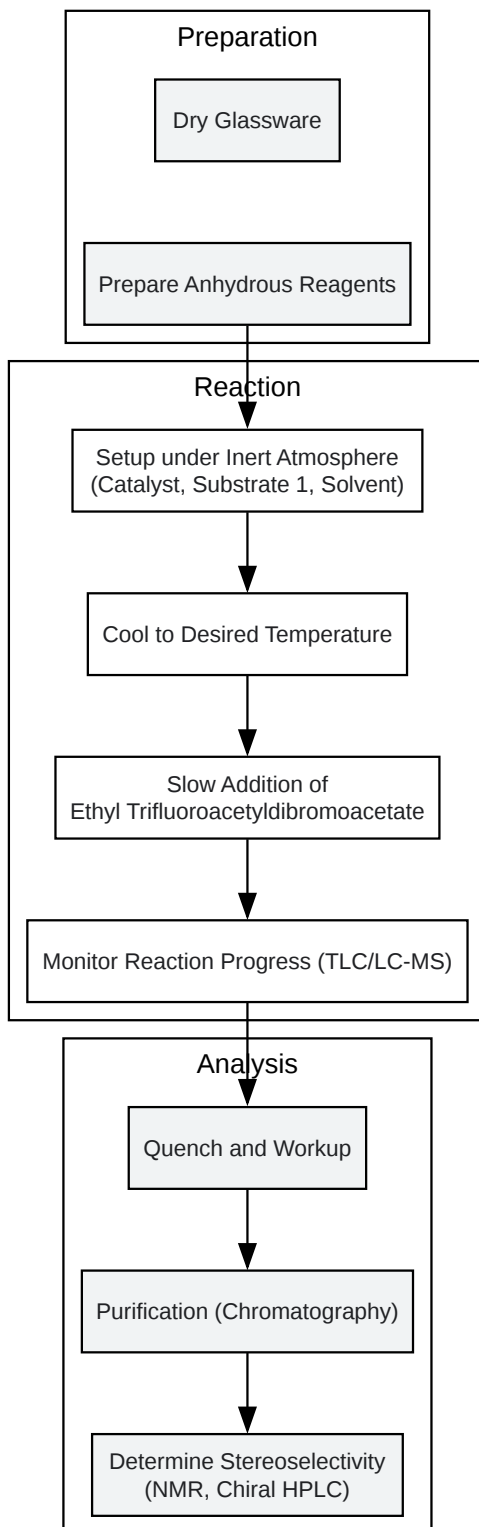 Preparation
Dry Glassware
Prepare Anhydrous Reagents
Reaction
Setup under Inert Atmosphere
(Catalyst, Substrate 1, Solvent)
Cool to Desired Temperature
Slow Addition of
Ethyl Trifluoroacetyldibromoacetate
Monitor Reaction Progress (TLC/LC-MS)
Analysis
Quench and Workup
Purification (Chromatography)
Determine Stereoselectivity
(NMR, Chiral HPLC)